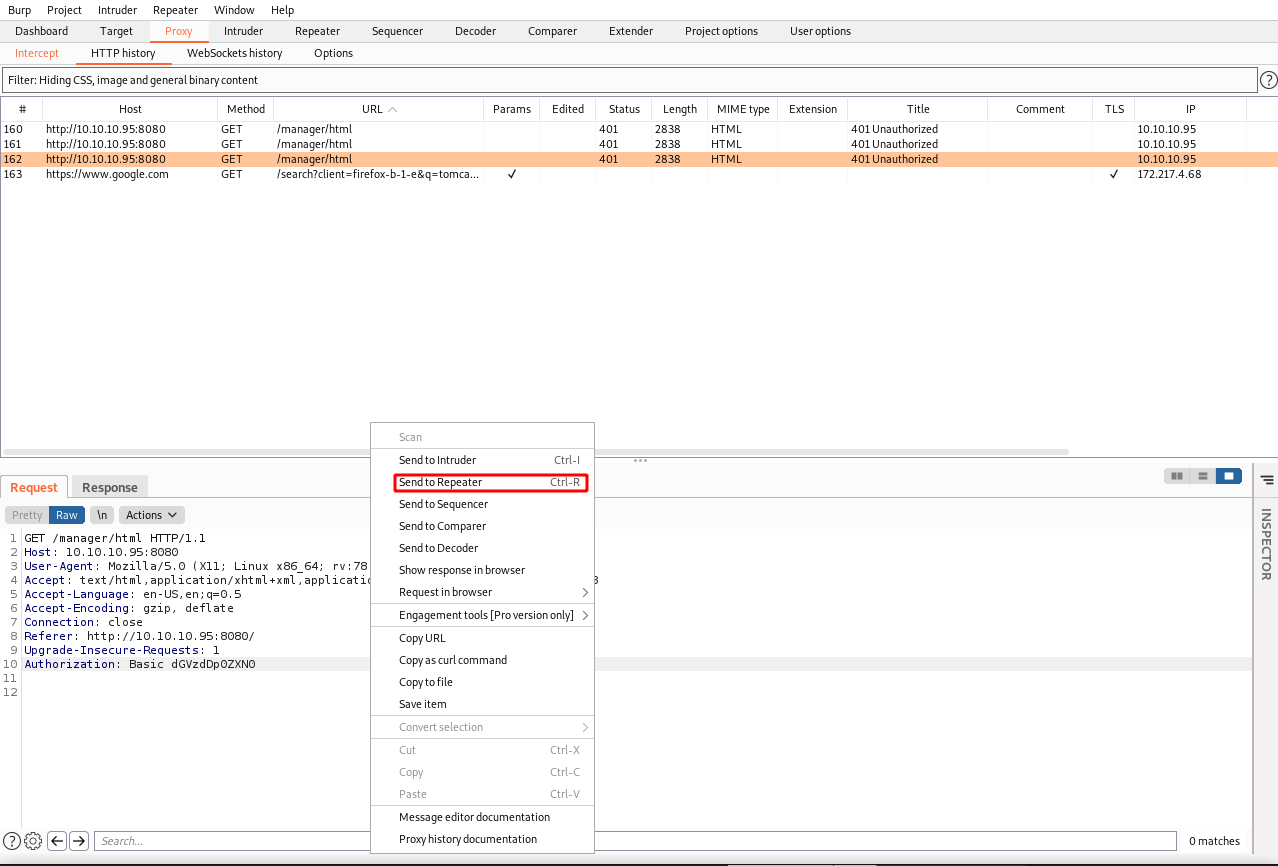 Burp Project Intruder Repeater Window Help
Dashboard Target Proxy Intruder Repeater Sequencer Decoder Comparer Extender Project options User options
Intercept HTTP history WebSockets history Options
Filter: Hiding CSS, image and general binary content ?
# Host Method URL Params Edited Status Length MIME type Extension Title Comment TLS IP
160 http://10.10.10.95:8080 GET /manager/html 401 2838 HTML 401 Unauthorized 10.10.10.95
161 http://10.10.10.95:8080 GET /manager/html 401 2838 HTML 401 Unauthorized 10.10.10.95
162 http://10.10.10.95:8080 GET /manager/html 401 2838 HTML 401 Unauthorized 10.10.10.95
163 https://www.google.com GET /search?client=firefox-b-1-e&q=tomca... ✓ ✓ 172.217.4.68
Scan
Send to Intruder Ctrl-I
Send to Repeater Ctrl-R
Send to Sequencer
Send to Comparer
Send to Decoder
Show response in browser
Request in browser
Engagement tools [Pro version only]
Copy URL
Copy as curl command
Copy to file
Save item
Convert selection
Cut Ctrl-X
Copy Ctrl-C
Paste Ctrl-V
Message editor documentation
Proxy history documentation
Request Response
Pretty Raw \n Actions
INSPECTOR
1 GET /manager/html HTTP/1.1
2 Host: 10.10.10.95:8080
3 User-Agent: Mozilla/5.0 (X11; Linux x86_64; rv:78
4 Accept: text/html,application/xhtml+xml,applicatio
5 Accept-Language: en-US,en;q=0.5
6 Accept-Encoding: gzip, deflate
7 Connection: close
8 Referer: http://10.10.10.95:8080/
9 Upgrade-Insecure-Requests: 1
10 Authorization: Basic dGVzdDp0ZXN0
11
12
? Search... 0 matches